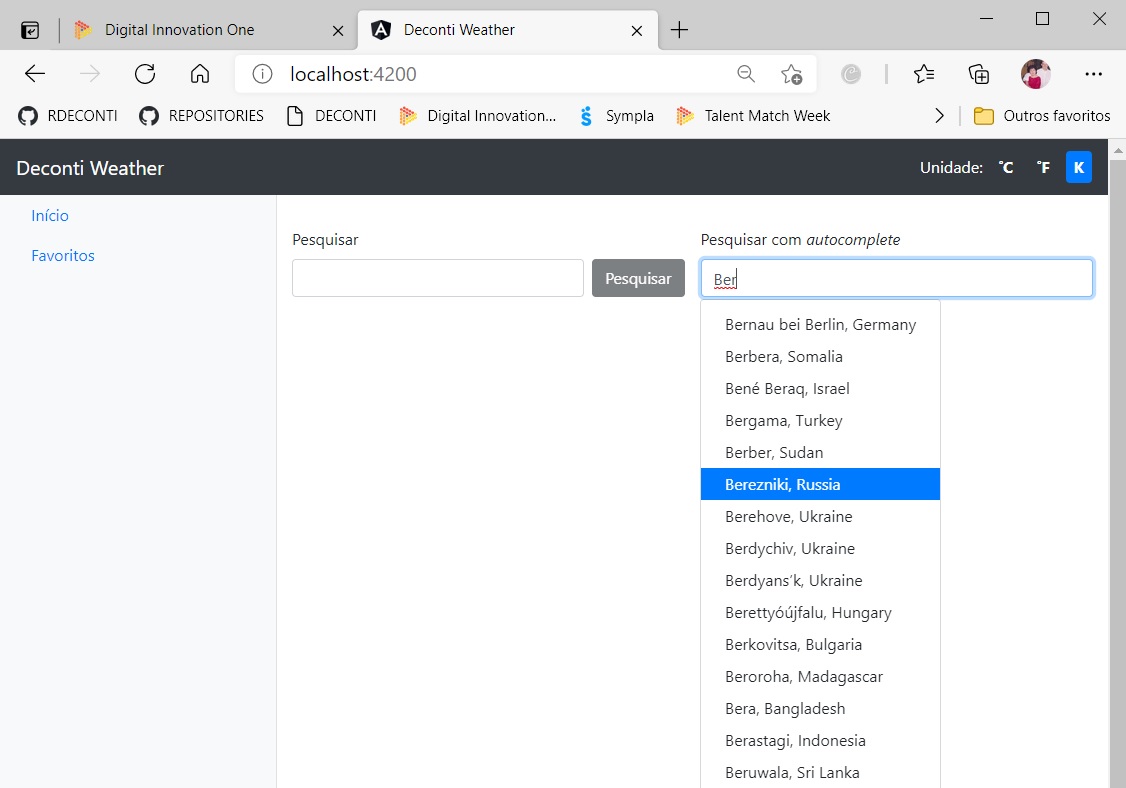 Digital Innovation One
Deconti Weather
localhost:4200
RDECONTI REPOSITORIES DECONTI Digital Innovation... Sympla Talent Match Week Outros favoritos
Deconti Weather Unidade: °C °F K
Início
Favoritos
Pesquisar
Pesquisar
Pesquisar com autocomplete
Ber
Bernau bei Berlin, Germany
Berbera, Somalia
Bené Beraq, Israel
Bergama, Turkey
Berber, Sudan
Berezniki, Russia
Berehove, Ukraine
Berdychiv, Ukraine
Berdyans’k, Ukraine
Berettyóújfalu, Hungary
Berkovitsa, Bulgaria
Beroroha, Madagascar
Bera, Bangladesh
Berastagi, Indonesia
Beruwala, Sri Lanka